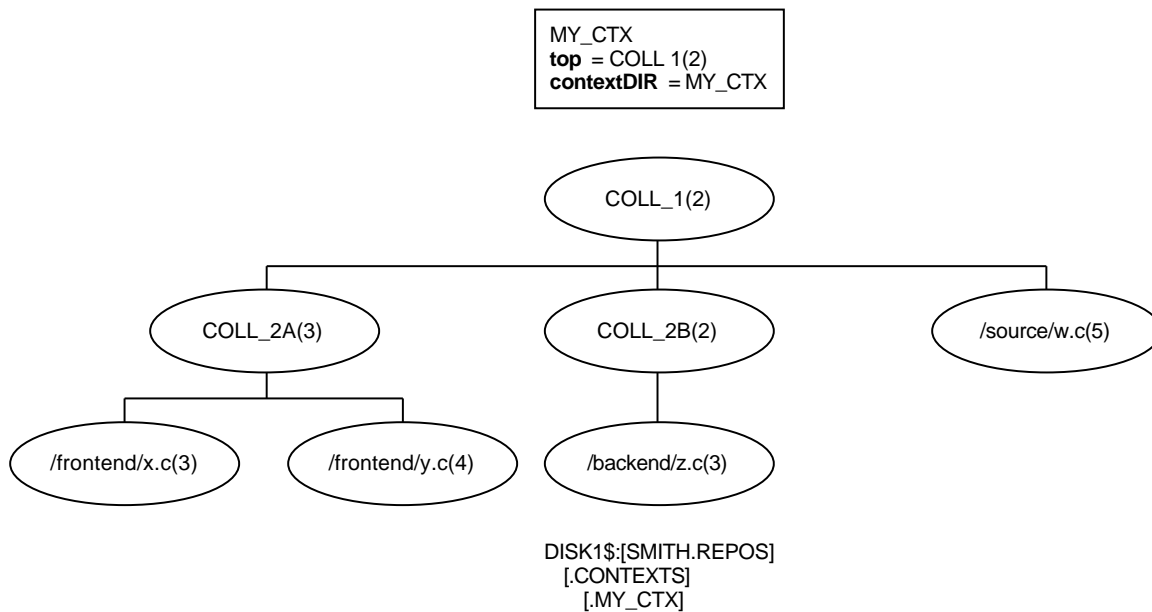 MY_CTX
top = COLL 1(2)
contextDIR = MY_CTX
COLL_1(2)
COLL_2A(3)
COLL_2B(2)
/source/w.c(5)
/frontend/x.c(3)
/frontend/y.c(4)
/backend/z.c(3)
DISK1$:[SMITH.REPOS]
[.CONTEXTS]
[.MY_CTX]